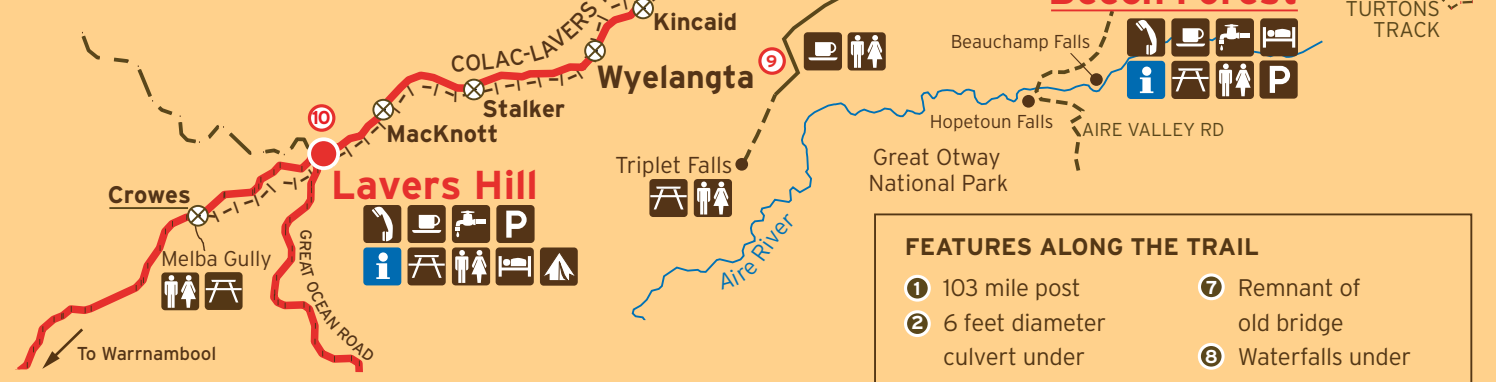 Kincaid
COLAC-LAVERS
Wyelangta
9
Stalker
MacKnott
10
Lavers Hill
P
i
Crowes
Melba Gully
GREAT OCEAN ROAD
To Warrnambool
Triplet Falls
Aire River
Beech Forest
Beauchamp Falls
P
i
Hopetoun Falls
AIRE VALLEY RD
Great Otway
National Park
TURTONS
TRACK
FEATURES ALONG THE TRAIL
1 103 mile post
2 6 feet diameter
culvert under
7 Remnant of
old bridge
8 Waterfalls under